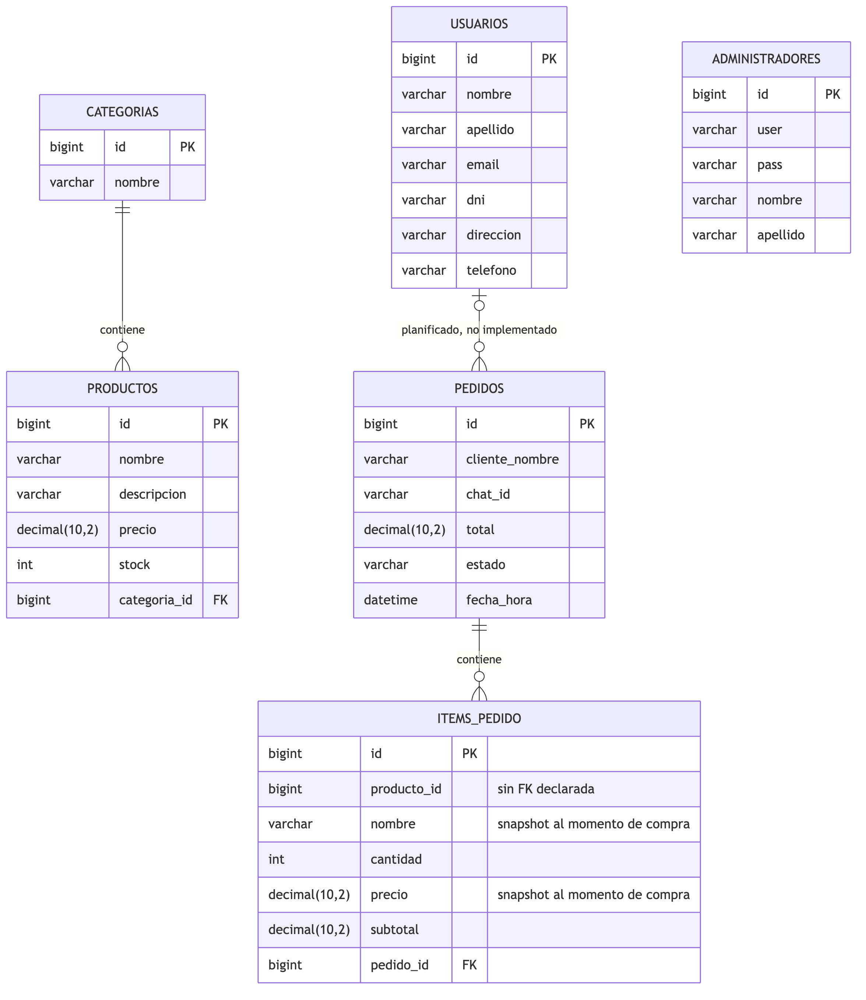 USUARIOS
bigint id PK
varchar nombre
varchar apellido
varchar email
varchar dni
varchar direccion
varchar telefono
ADMINISTRADORES
bigint id PK
varchar user
varchar pass
varchar nombre
varchar apellido
CATEGORIAS
bigint id PK
varchar nombre
contiene
planificado, no implementado
PRODUCTOS
bigint id PK
varchar nombre
varchar descripcion
decimal(10,2) precio
int stock
bigint categoria_id FK
PEDIDOS
bigint id PK
varchar cliente_nombre
varchar chat_id
decimal(10,2) total
varchar estado
datetime fecha_hora
contiene
ITEMS_PEDIDO
bigint id PK
bigint producto_id sin FK declarada
varchar nombre snapshot al momento de compra
int cantidad
decimal(10,2) precio snapshot al momento de compra
decimal(10,2) subtotal
bigint pedido_id FK